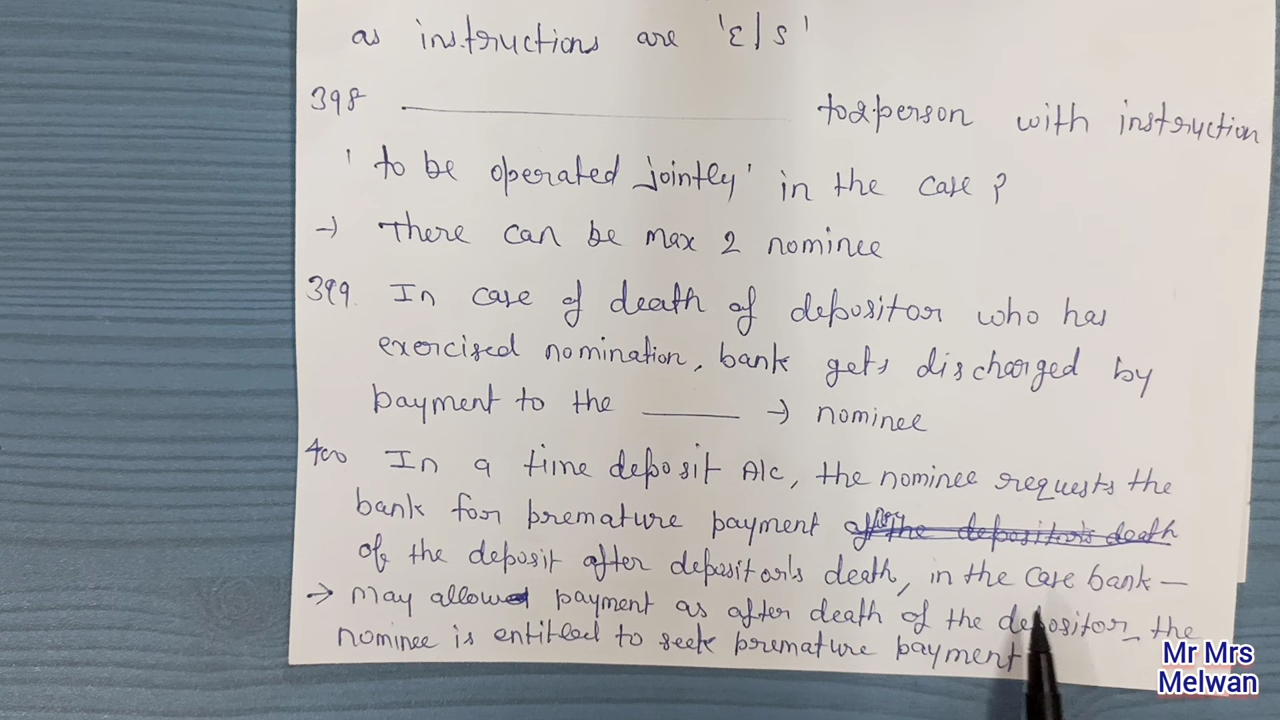 as instructions are 'E/S'
398 ________ to 2 person with instruction
'to be operated jointly' in the case?
→ There can be max 2 nominee
399. In case of death of depositor who has
exercised nomination, bank gets discharged by
payment to the ____ → nominee
400 In a time deposit A/c, the nominee requests the
bank for premature payment after the depositor's death
of the deposit after depositor's death, in the case bank —
→ may allow payment as after death of the depositor, the
nominee is entitled to seek premature payment
Mr Mrs
Melwan